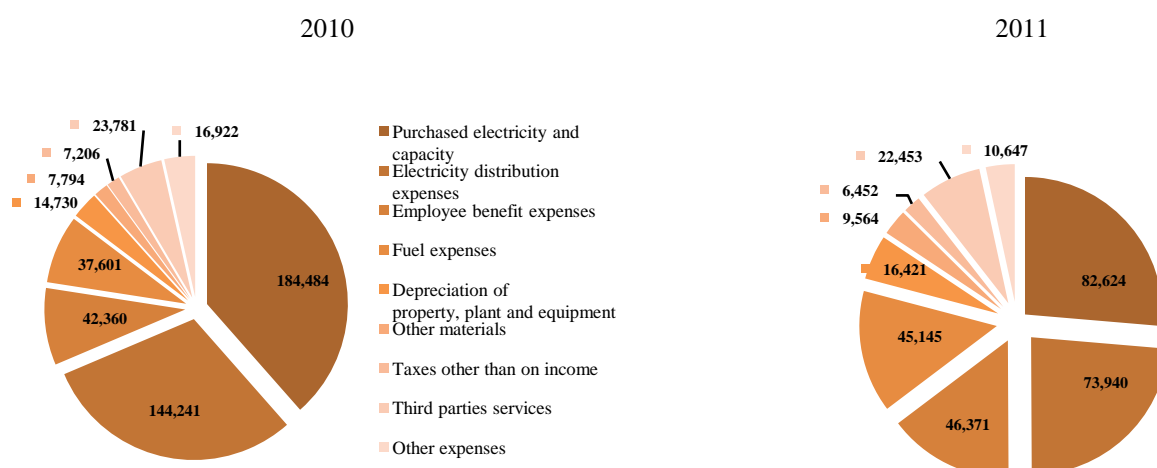 2010
2011
23,781
16,922
7,206
7,794
14,730
37,601
42,360
144,241
184,484
Purchased electricity and
capacity
Electricity distribution
expenses
Employee benefit expenses
Fuel expenses
Depreciation of
property, plant and equipment
Other materials
Taxes other than on income
Third parties services
Other expenses
22,453
10,647
6,452
9,564
16,421
45,145
46,371
73,940
82,624